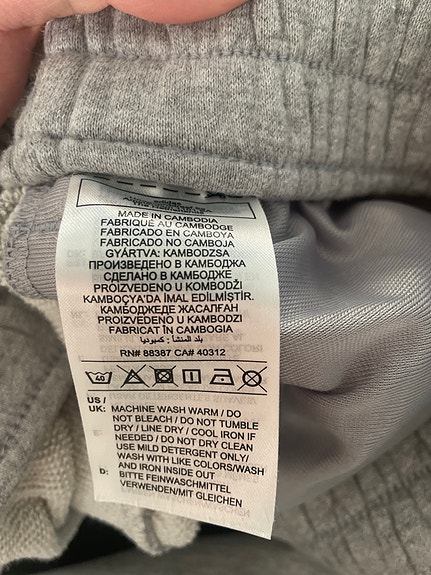 MADE IN CAMBODIA
FABRIQUÉ AU CAMBODGE
FABRICADO EN CAMBOYA
FABRICADO NO CAMBOJA
GYÁRTVA: KAMBODZSA
ПРОИЗВЕДЕНО В КАМБОДЖА
СДЕЛАНО В КАМБОДЖЕ
PROIZVEDENO U KOMBODŽI
KAMBOÇYA'DA İMAL EDİLMİŞTİR.
КАМБОДЖЕДЕ ЖАСАЛҒАН
PROIZVEDENO U KAMBODZI
FABRICAT ÎN CAMBOGIA
بلد المنشأ: كمبوديا
RN# 88387 CA# 40312
40
US /
UK: MACHINE WASH WARM / DO
NOT BLEACH / DO NOT TUMBLE
DRY / LINE DRY / COOL IRON IF
NEEDED / DO NOT DRY CLEAN
USE MILD DETERGENT ONLY/
WASH WITH LIKE COLORS/WASH
AND IRON INSIDE OUT
D: BITTE FEINWASCHMITTEL
VERWENDEN/MIT GLEICHEN